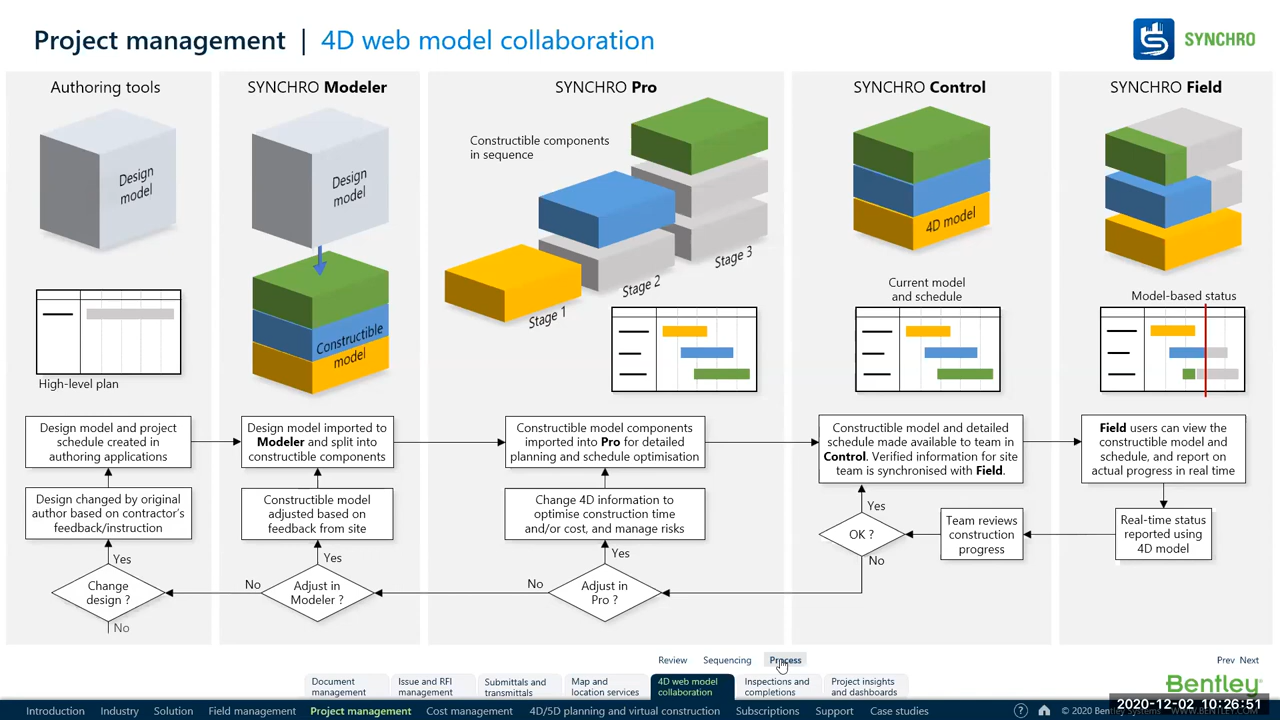 Project management | 4D web model collaboration
SYNCHRO
Authoring tools
Design
model
High-level plan
Design model and project
schedule created in
authoring applications
Design changed by original
author based on contractor's
feedback/instruction
Yes
Change
design ?
No
SYNCHRO Modeler
Design
model
Constructible
model
Design model imported to
Modeler and split into
constructible components
Constructible model
adjusted based on
feedback from site
Yes
No
Adjust in
Modeler ?
SYNCHRO Pro
Constructible components
in sequence
Stage 1
Stage 2
Stage 3
Constructible model components
imported into Pro for detailed
planning and schedule optimisation
Change 4D information to
optimise construction time
and/or cost, and manage risks
Yes
No
Adjust in
Pro ?
SYNCHRO Control
4D model
Current model
and schedule
Constructible model and detailed
schedule made available to team in
Control. Verified information for site
team is synchronised with Field.
Yes
OK ?
No
Team reviews
construction
progress
SYNCHRO Field
Model-based status
Field users can view the
constructible model and
schedule, and report on
actual progress in real time
Real-time status
reported using
4D model
Review Sequencing Process
Prev Next
Document
management
Issue and RFI
management
Submittals and
transmittals
Map and
location services
4D web model
collaboration
Inspections and
completions
Project insights
and dashboards
Bentley
2020-12-02 10:26:51
Introduction Industry Solution Field management Project management Cost management 4D/5D planning and virtual construction Subscriptions Support Case studies
? © 2020 Bentley Systems WWW.BENTLEY.COM